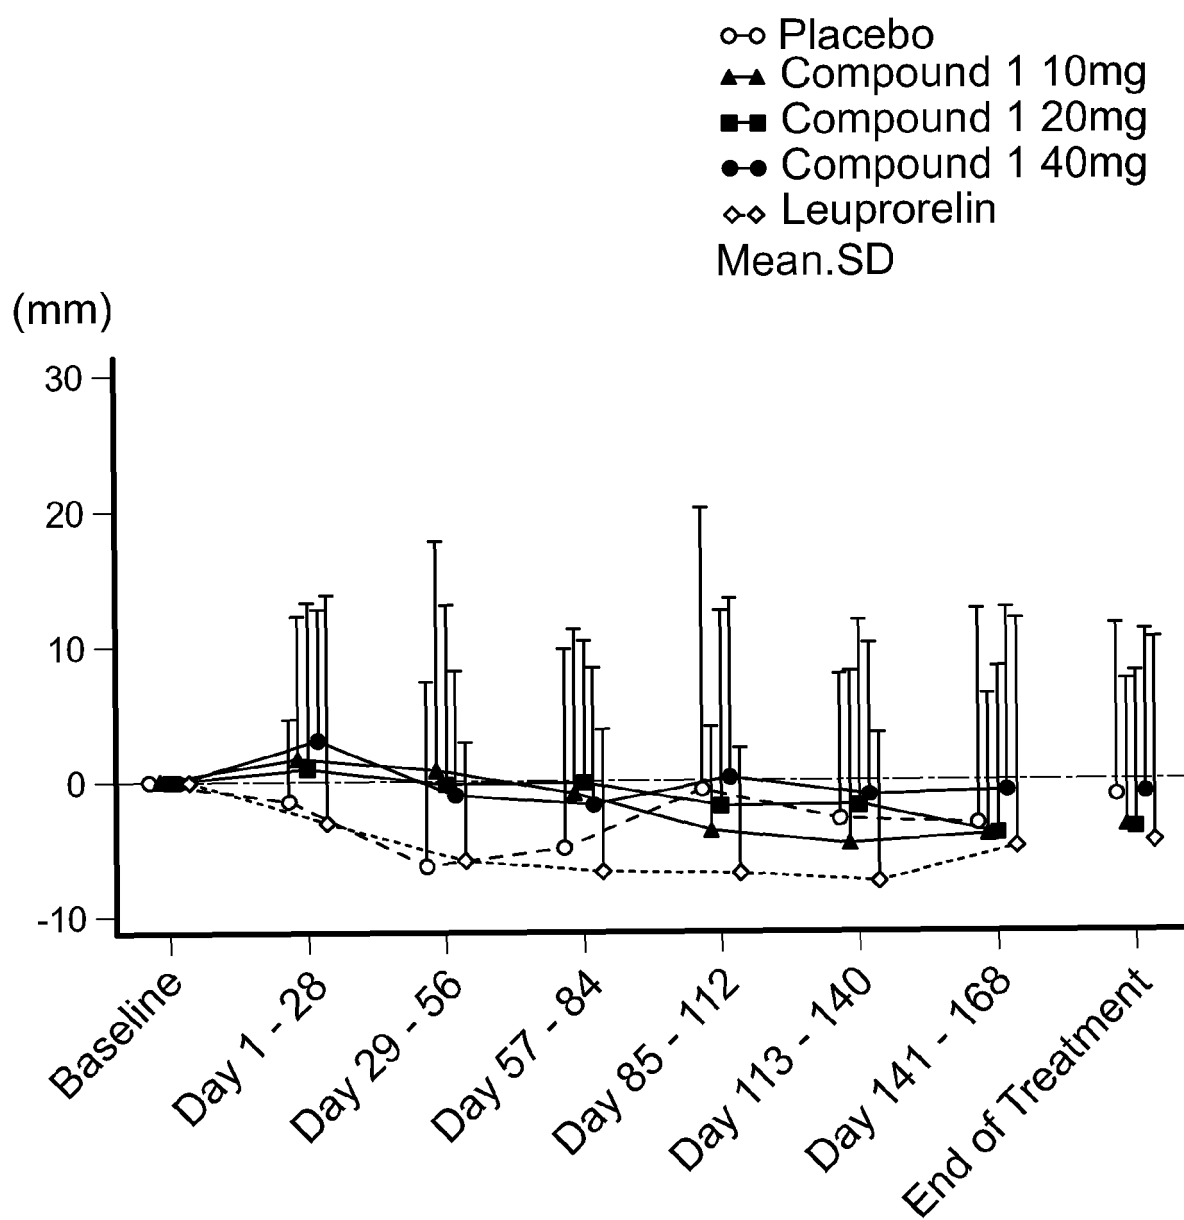 Placebo
Compound 1 10mg
Compound 1 20mg
Compound 1 40mg
Leuprorelin
Mean.SD
(mm)
30
20
10
0
-10
Baseline
Day 1 - 28
Day 29 - 56
Day 57 - 84
Day 85 - 112
Day 113 - 140
Day 141 - 168
End of Treatment